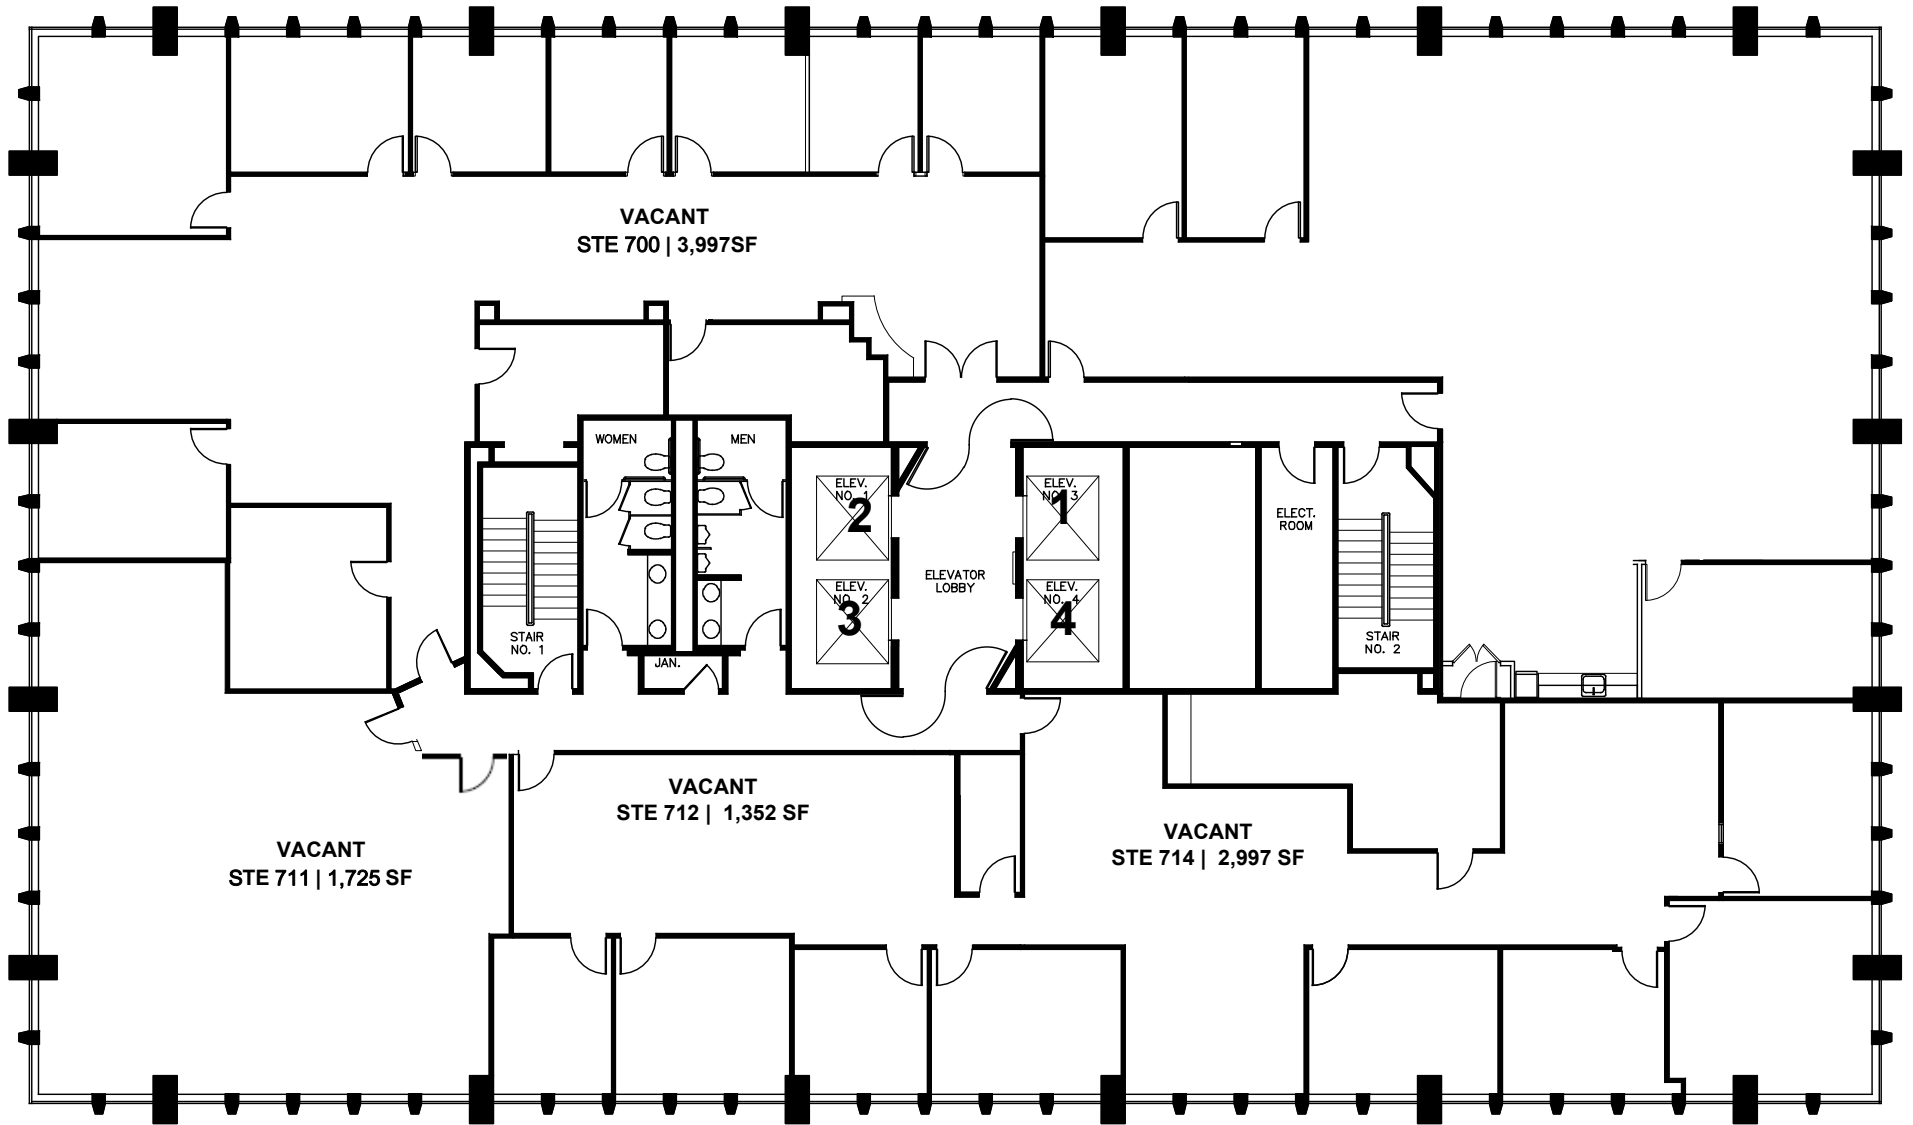 VACANT
STE 700 | 3,997SF
WOMEN
MEN
ELEV.
NO. 1
2
ELEV.
NO. 3
1
ELECT.
ROOM
ELEVATOR
LOBBY
ELEV.
NO. 2
3
ELEV.
NO. 4
4
STAIR
NO. 1
JAN.
STAIR
NO. 2
VACANT
STE 712 | 1,352 SF
VACANT
STE 714 | 2,997 SF
VACANT
STE 711 | 1,725 SF